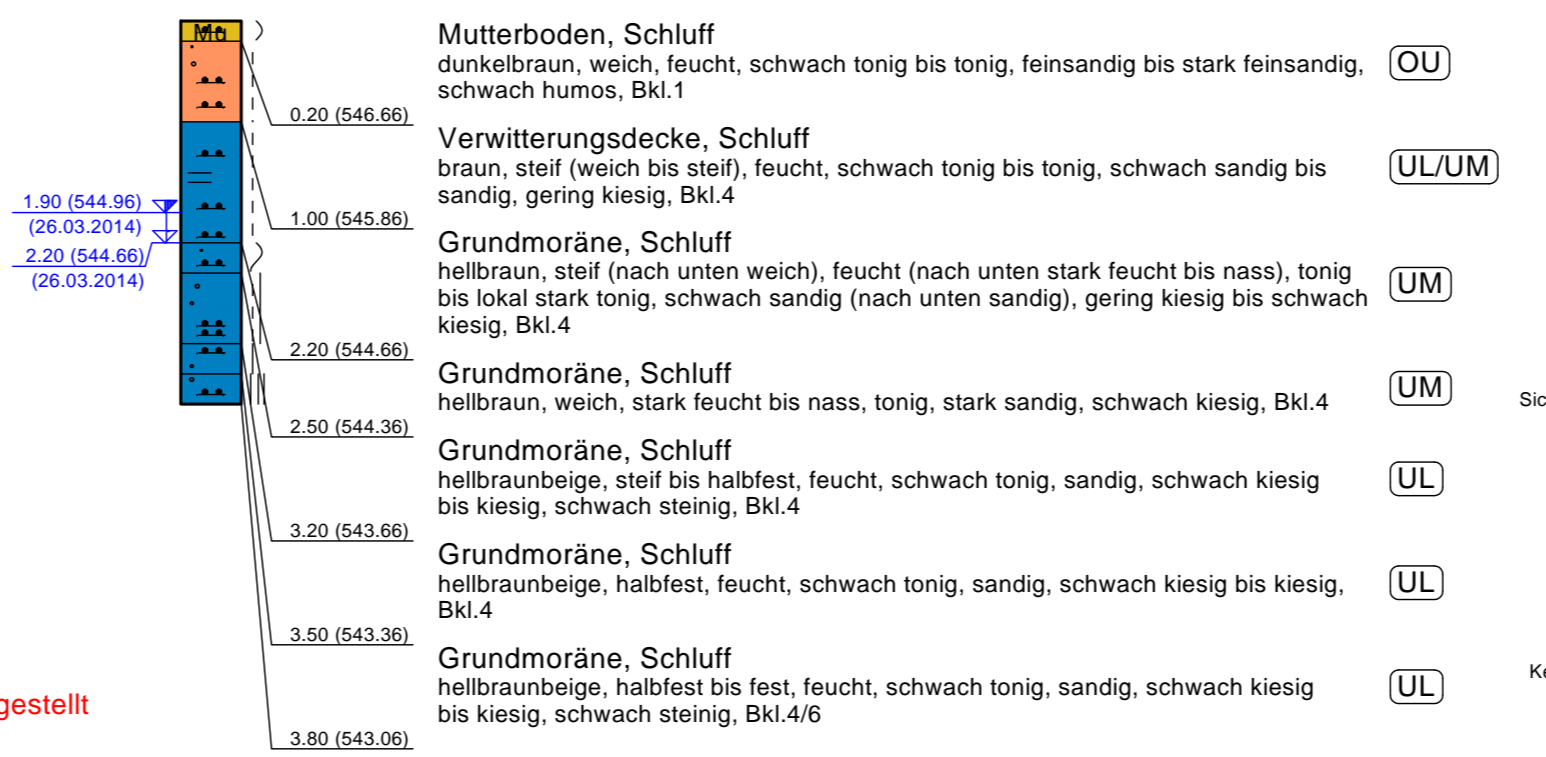 Mu
Mutterboden, Schluff
dunkelbraun, weich, feucht, schwach tonig bis tonig, feinsandig bis stark feinsandig,
schwach humos, Bkl.1
OU
0.20 (546.66)
Verwitterungsdecke, Schluff
braun, steif (weich bis steif), feucht, schwach tonig bis tonig, schwach sandig bis
sandig, gering kiesig, Bkl.4
UL/UM
1.00 (545.86)
1.90 (544.96)
(26.03.2014)
2.20 (544.66)
(26.03.2014)
Grundmoräne, Schluff
hellbraun, steif (nach unten weich), feucht (nach unten stark feucht bis nass), tonig
bis lokal stark tonig, schwach sandig (nach unten sandig), gering kiesig bis schwach
kiesig, Bkl.4
UM
2.20 (544.66)
Grundmoräne, Schluff
hellbraun, weich, stark feucht bis nass, tonig, stark sandig, schwach kiesig, Bkl.4
UM
Sic
2.50 (544.36)
Grundmoräne, Schluff
hellbraunbeige, steif bis halbfest, feucht, schwach tonig, sandig, schwach kiesig
bis kiesig, schwach steinig, Bkl.4
UL
3.20 (543.66)
Grundmoräne, Schluff
hellbraunbeige, halbfest, feucht, schwach tonig, sandig, schwach kiesig bis kiesig,
Bkl.4
UL
3.50 (543.36)
Grundmoräne, Schluff
hellbraunbeige, halbfest bis fest, feucht, schwach tonig, sandig, schwach kiesig
bis kiesig, schwach steinig, Bkl.4/6
UL
Ke
gestellt
3.80 (543.06)